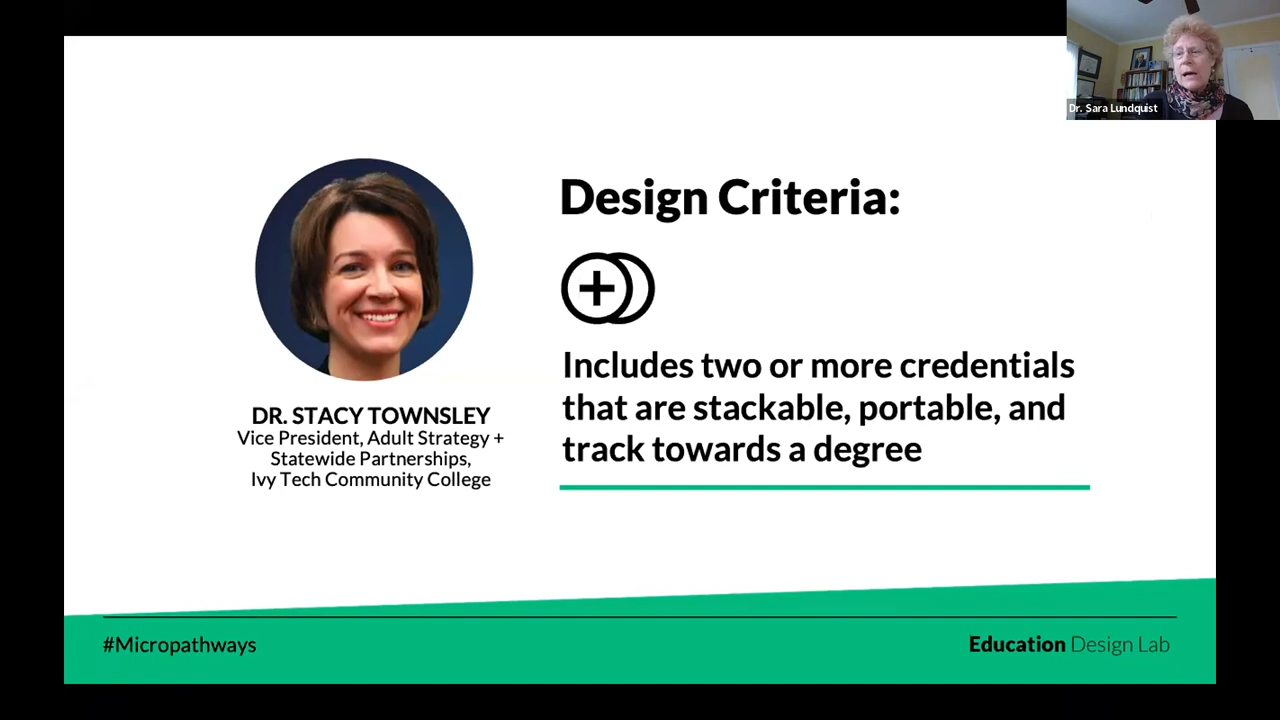 Dr. Sara Lundquist
Design Criteria:
Includes two or more credentials
that are stackable, portable, and
track towards a degree
DR. STACY TOWNSLEY
Vice President, Adult Strategy +
Statewide Partnerships,
Ivy Tech Community College
#Micropathways
Education Design Lab